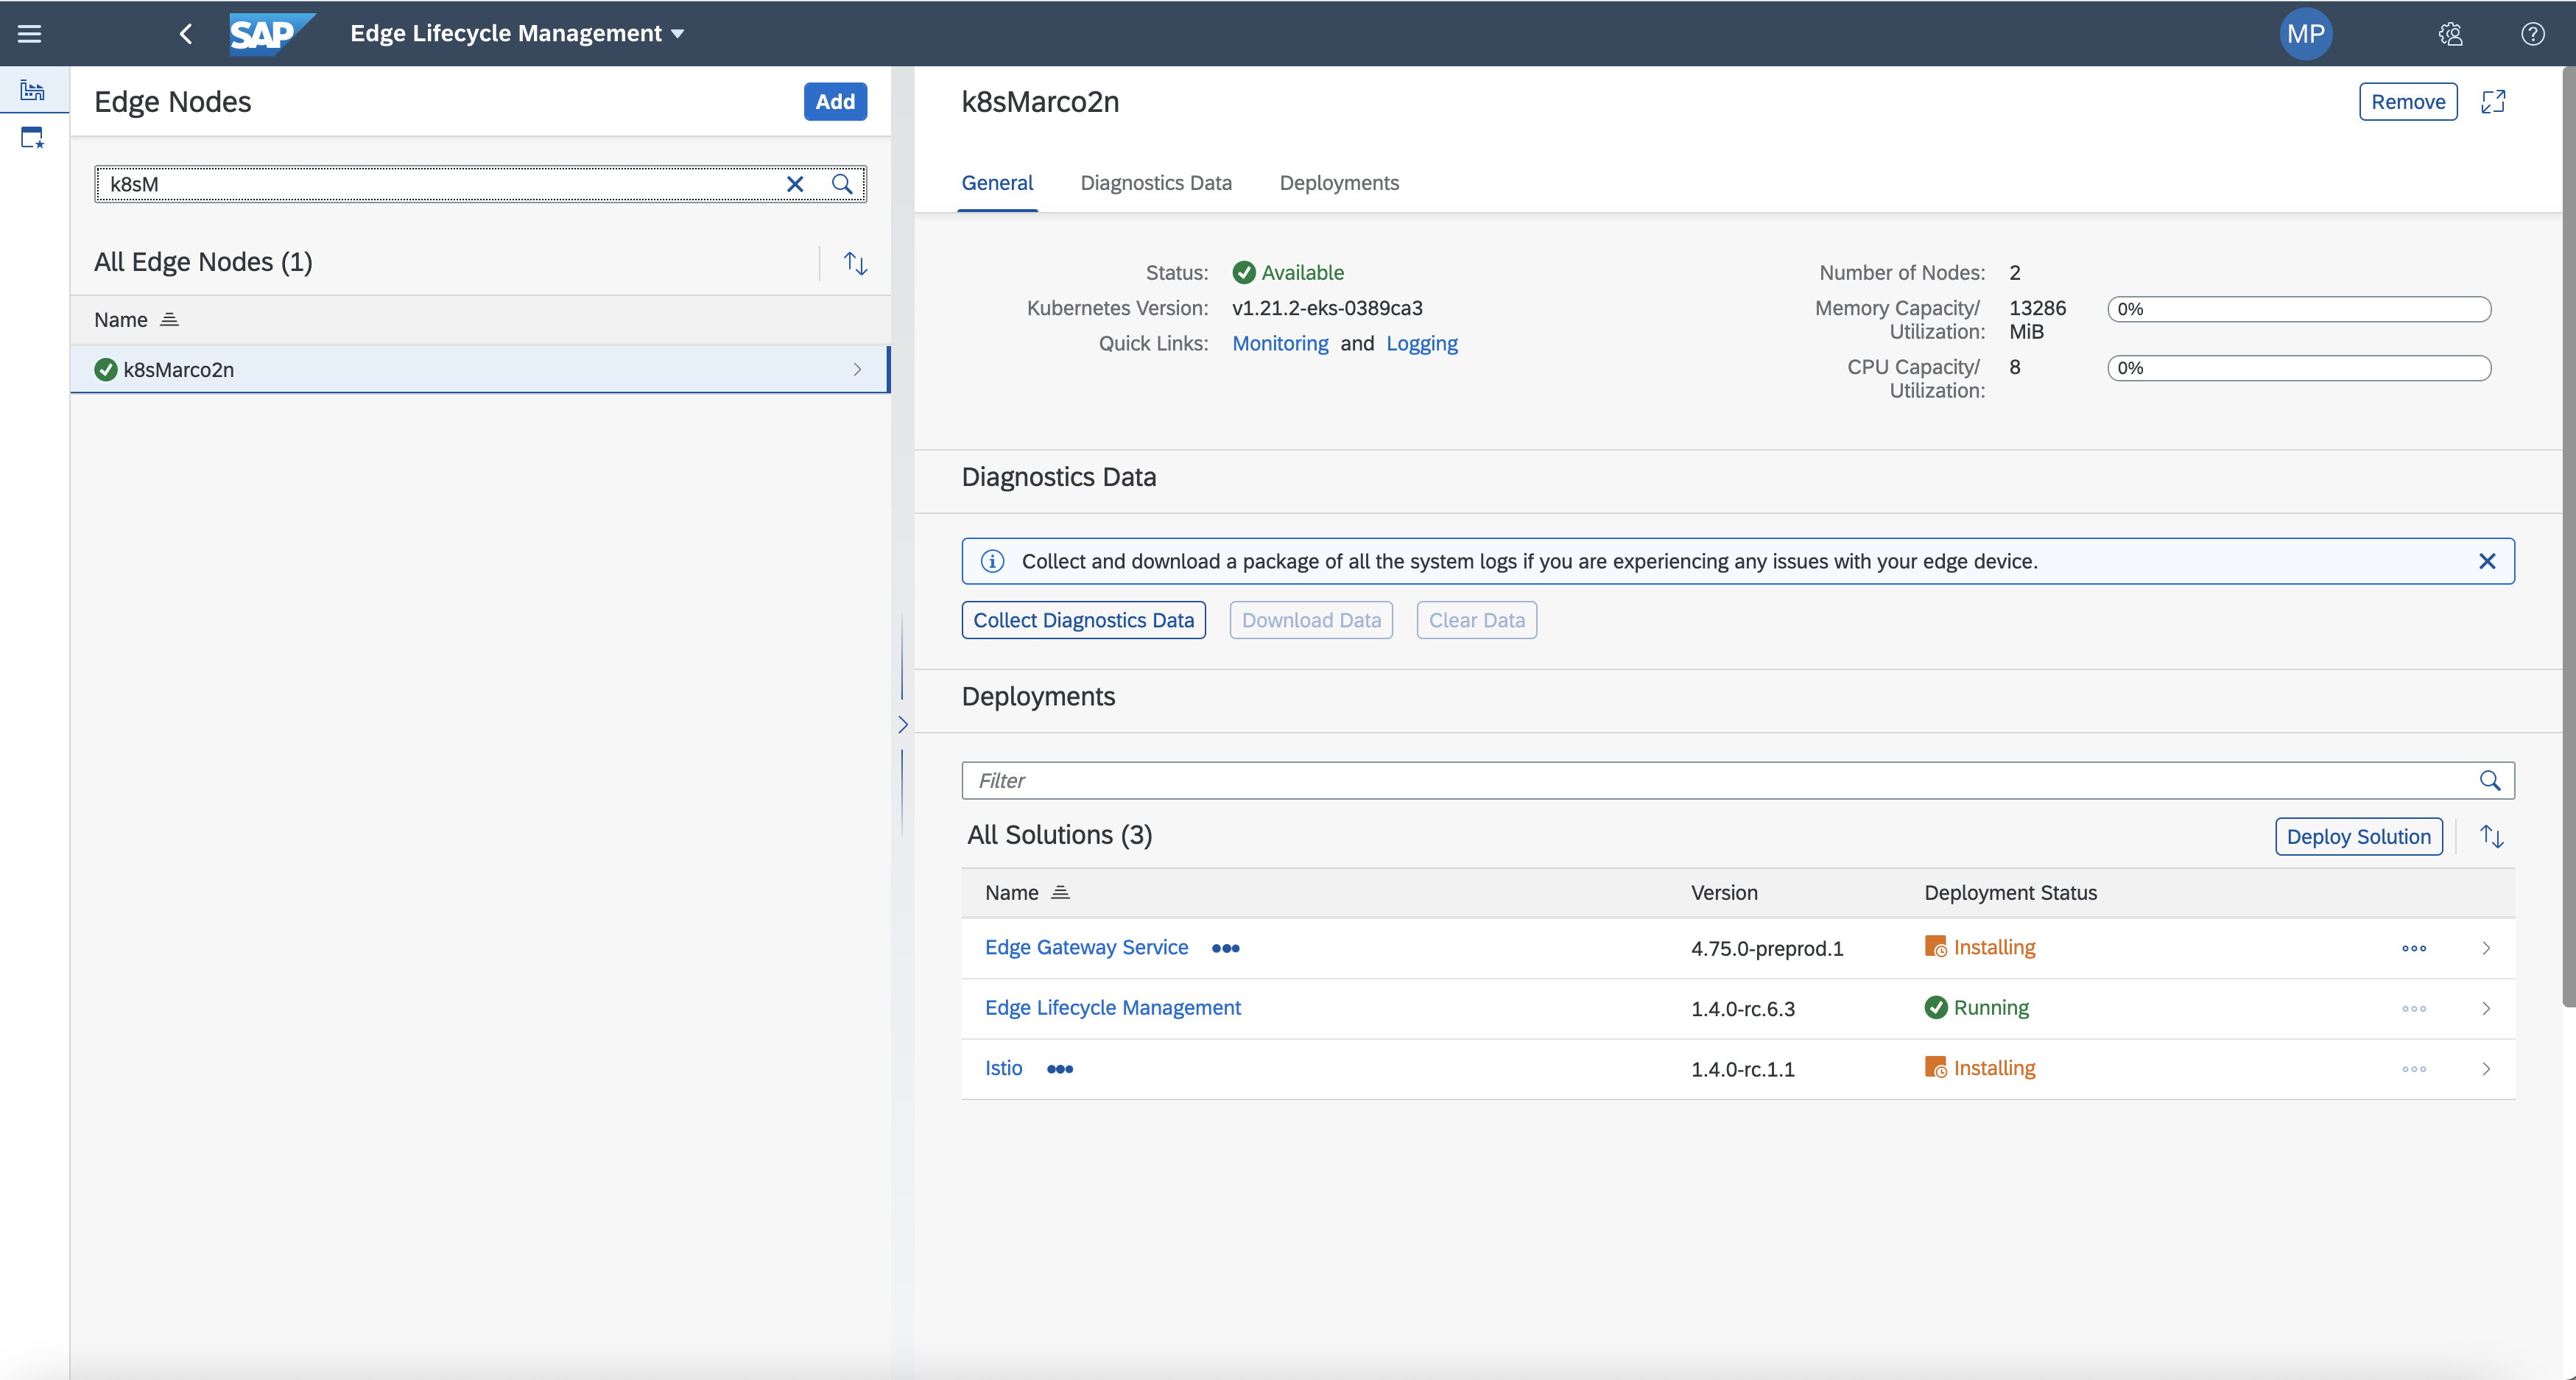 SAP
Edge Lifecycle Management
MP
Edge Nodes
Add
k8sM
All Edge Nodes (1)
Name
k8sMarco2n
k8sMarco2n
Remove
General
Diagnostics Data
Deployments
Status: Available
Kubernetes Version: v1.21.2-eks-0389ca3
Quick Links: Monitoring and Logging
Number of Nodes: 2
Memory Capacity/ 13286 0%
Utilization: MiB
CPU Capacity/ 8 0%
Utilization:
Diagnostics Data
Collect and download a package of all the system logs if you are experiencing any issues with your edge device.
Collect Diagnostics Data
Download Data
Clear Data
Deployments
Filter
All Solutions (3)
Deploy Solution
Name Version Deployment Status
Edge Gateway Service 4.75.0-preprod.1 Installing
Edge Lifecycle Management 1.4.0-rc.6.3 Running
Istio 1.4.0-rc.1.1 Installing